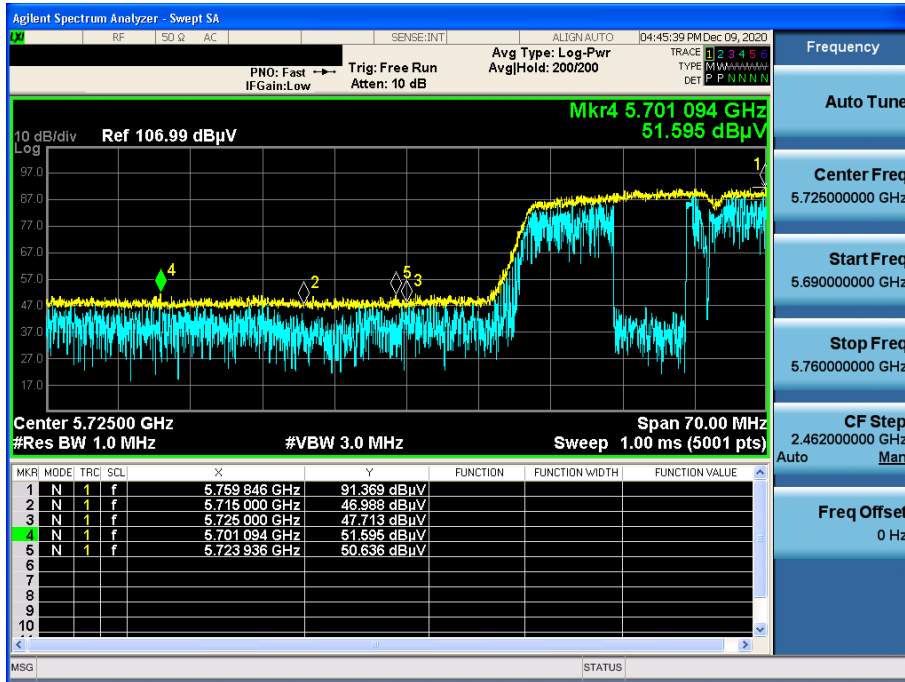 Agilent Spectrum Analyzer - Swept SA
LXI RF 50 Ω AC SENSE:INT ALIGN AUTO 04:45:39 PM Dec 09, 2020
PNO: Fast Trig: Free Run Avg Type: Log-Pwr TRACE 1 2 3 4 5 6
IFGain:Low Atten: 10 dB Avg|Hold: 200/200 TYPE M W
DET P P N N N N
Mkr4 5.701 094 GHz
51.595 dBµV
10 dB/div Ref 106.99 dBµV
Log
97.0
87.0
77.0
67.0
57.0
47.0
37.0
27.0
17.0
1
4
2
5
3
Center 5.72500 GHz Span 70.00 MHz
#Res BW 1.0 MHz #VBW 3.0 MHz Sweep 1.00 ms (5001 pts)
MKR MODE TRC SCL X Y FUNCTION FUNCTION WIDTH FUNCTION VALUE
1 N 1 f 5.759 846 GHz 91.369 dBµV
2 N 1 f 5.715 000 GHz 46.988 dBµV
3 N 1 f 5.725 000 GHz 47.713 dBµV
4 N 1 f 5.701 094 GHz 51.595 dBµV
5 N 1 f 5.723 936 GHz 50.636 dBµV
6
7
8
9
10
MSG STATUS
Frequency
Auto Tune
Center Freq
5.725000000 GHz
Start Freq
5.690000000 GHz
Stop Freq
5.760000000 GHz
CF Step
2.462000000 GHz
Auto Man
Freq Offset
0 Hz